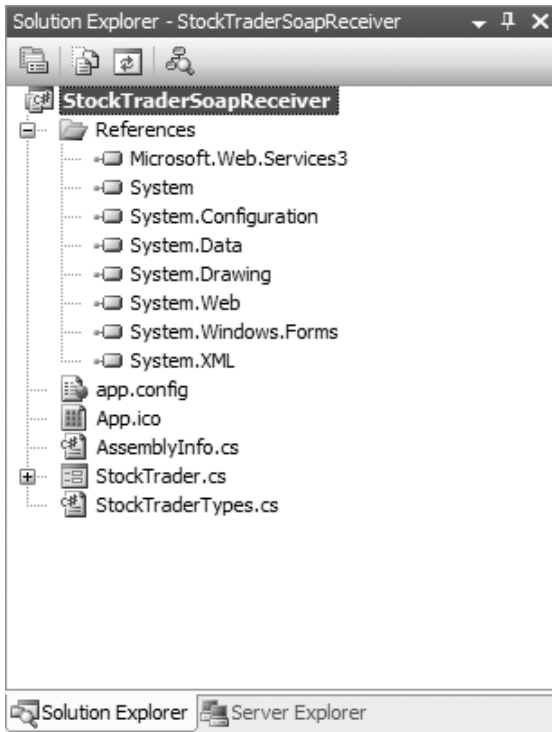 Solution Explorer - StockTraderSoapReceiver
StockTraderSoapReceiver
References
Microsoft.Web.Services3
System
System.Configuration
System.Data
System.Drawing
System.Web
System.Windows.Forms
System.XML
app.config
App.ico
AssemblyInfo.cs
StockTrader.cs
StockTraderTypes.cs
Solution Explorer Server Explorer